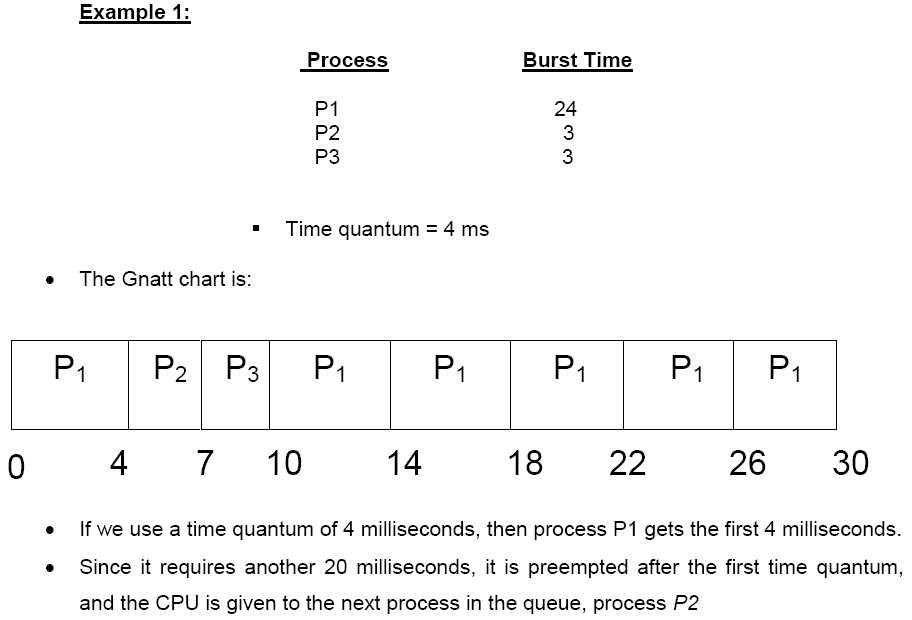 Example 1:
Process Burst Time
P1 24
P2 3
P3 3
▪ Time quantum = 4 ms
• The Gnatt chart is:
P1 P2 P3 P1 P1 P1 P1 P1
0 4 7 10 14 18 22 26 30
• If we use a time quantum of 4 milliseconds, then process P1 gets the first 4 milliseconds.
• Since it requires another 20 milliseconds, it is preempted after the first time quantum,
and the CPU is given to the next process in the queue, process P2